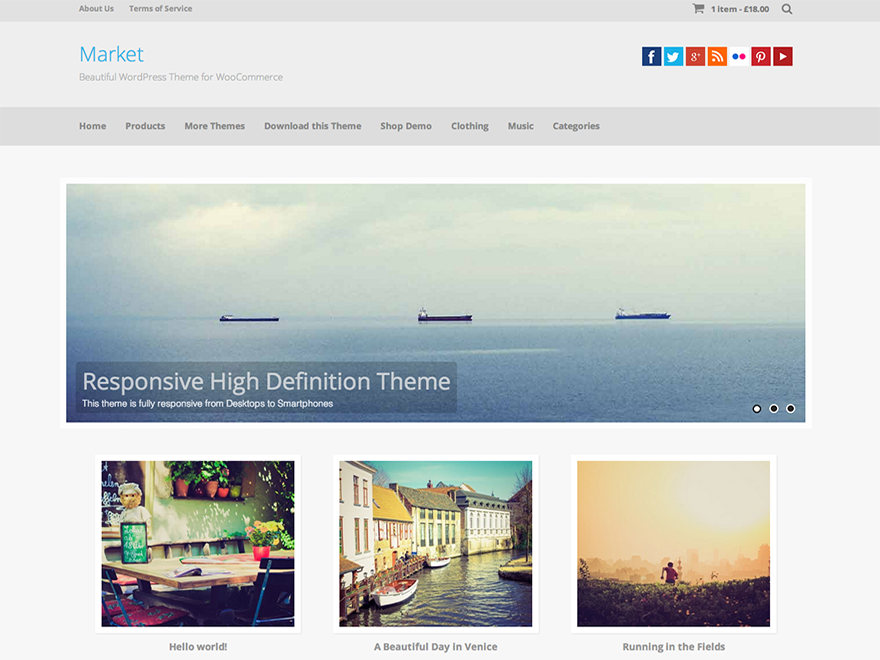 About Us Terms of Service 1 item - £18.00
Market
Beautiful WordPress Theme for WooCommerce
Home Products More Themes Download this Theme Shop Demo Clothing Music Categories
Responsive High Definition Theme
This theme is fully responsive from Desktops to Smartphones
Hello world! A Beautiful Day in Venice Running in the Fields